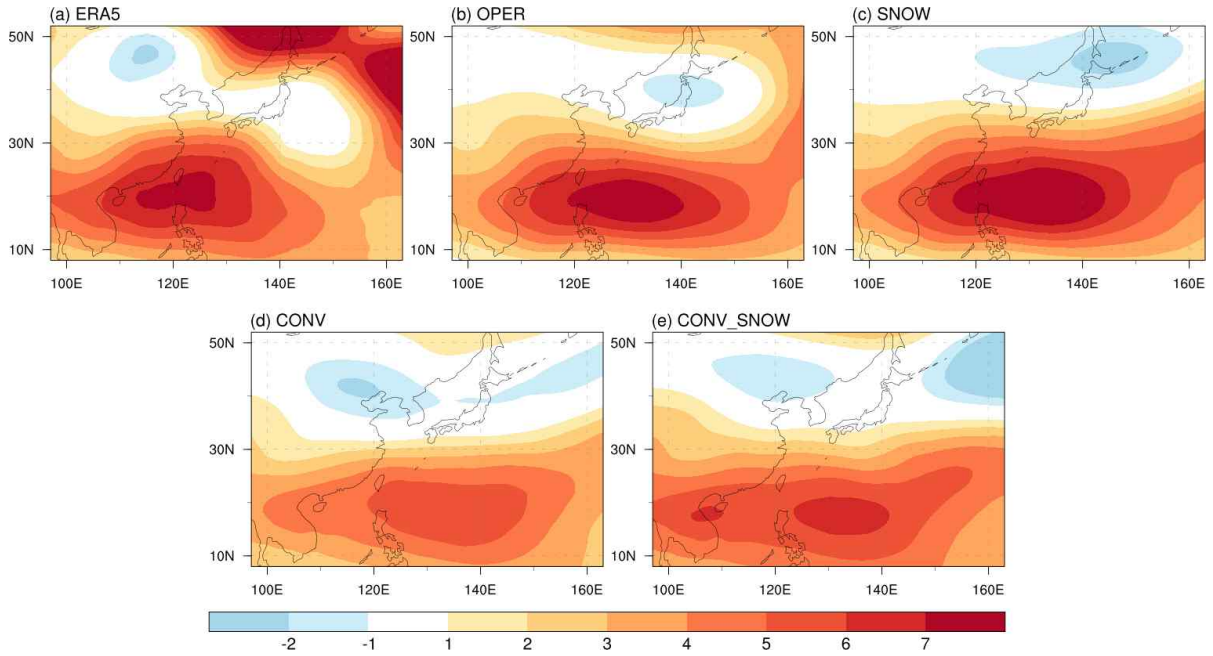 (a) ERA5
(b) OPER
(c) SNOW
50N 50N 50N
30N 30N 30N
10N 10N 10N
100E 120E 140E 160E 100E 120E 140E 160E 100E 120E 140E 160E
(d) CONV
(e) CONV_SNOW
50N 50N
30N 30N
10N 10N
100E 120E 140E 160E 100E 120E 140E 160E
-2 -1 1 2 3 4 5 6 7